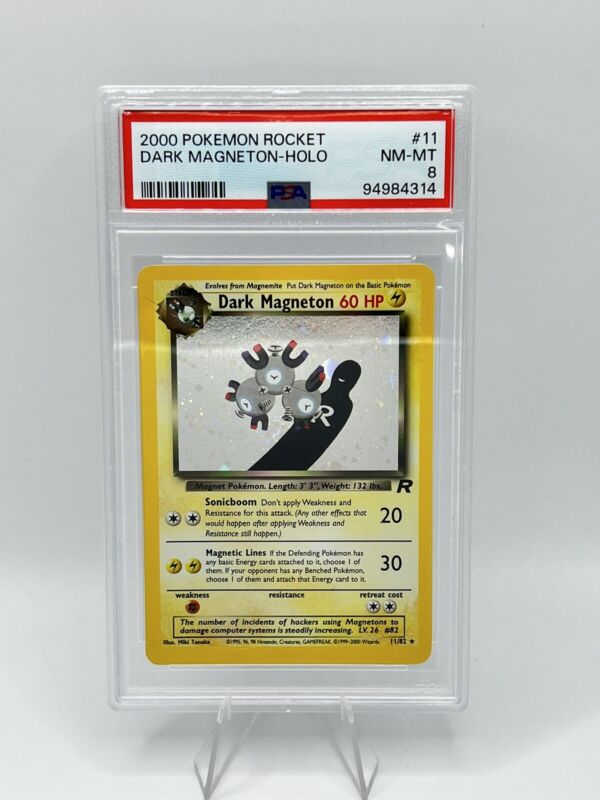 2000 POKEMON ROCKET #11
DARK MAGNETON-HOLO NM-MT
8
PSA 94984314
Evolves from Magnemite Put Dark Magneton on the Basic Pokémon
STAGE 1
Dark Magneton 60 HP
R
Magnet Pokémon. Length: 3' 3", Weight: 132 lbs.
R
Sonicboom Don't apply Weakness and
Resistance for this attack. (Any other effects that
would happen after applying Weakness and
Resistance still happen.)
20
Magnetic Lines If the Defending Pokémon has
any basic Energy cards attached to it, choose 1 of
them. If your opponent has any Benched Pokémon,
choose 1 of them and attach that Energy card to it.
30
weakness resistance retreat cost
The number of incidents of hackers using Magnetons to
damage computer systems is steadily increasing. LV. 26 #82
Illus. Miki Tanaka ©1995, 96, 98 Nintendo, Creatures, GAMEFREAK. ©1999-2000 Wizards. 11/82 ★